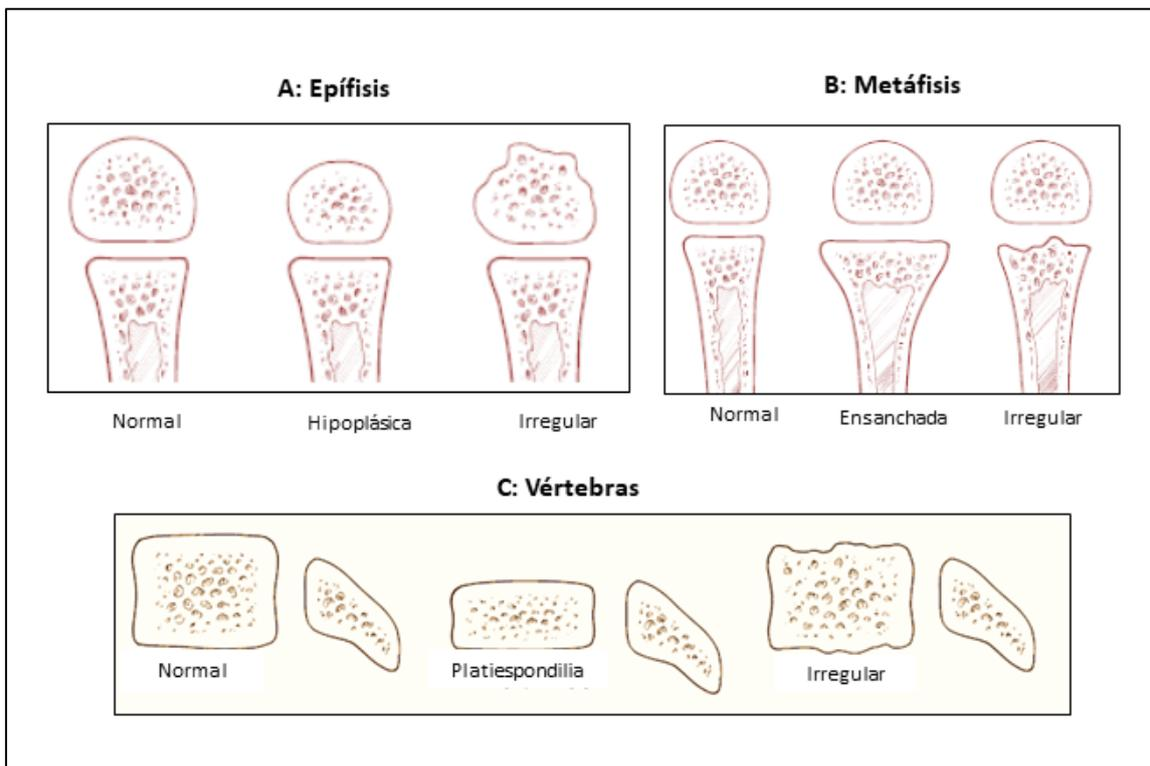 A: Epífisis
B: Metáfisis
Normal
Hipoplásica
Irregular
Normal
Ensanchada
Irregular
C: Vértebras
Normal
Platiespondilia
Irregular